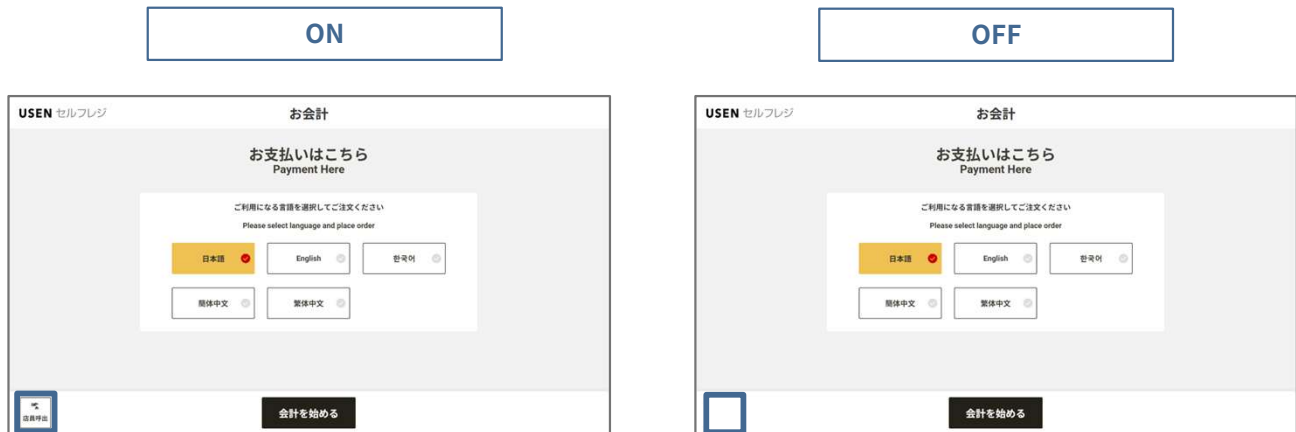 ON
OFF
USEN セルフレジ
お会計
お支払いはこちら
Payment Here
ご利用になる言語を選択してご注文ください
Please select language and place order
日本語
English
한국어
簡体中文
繁体中文
店員呼出
会計を始める
USEN セルフレジ
お会計
お支払いはこちら
Payment Here
ご利用になる言語を選択してご注文ください
Please select language and place order
日本語
English
한국어
簡体中文
繁体中文
会計を始める